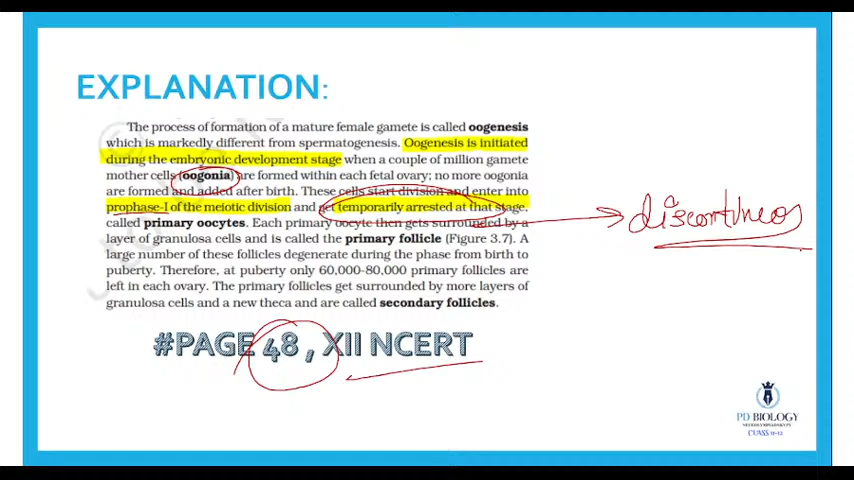 EXPLANATION:
The process of formation of a mature female gamete is called oogenesis
which is markedly different from spermatogenesis. Oogenesis is initiated
during the embryonic development stage when a couple of million gamete
mother cells (oogonia) are formed within each fetal ovary; no more oogonia
are formed and added after birth. These cells start division and enter into
prophase-I of the meiotic division and get temporarily arrested at that stage,
called primary oocytes. Each primary oocyte then gets surrounded by a
layer of granulosa cells and is called the primary follicle (Figure 3.7). A
large number of these follicles degenerate during the phase from birth to
puberty. Therefore, at puberty only 60,000-80,000 primary follicles are
left in each ovary. The primary follicles get surrounded by more layers of
granulosa cells and a new theca and are called secondary follicles.
discontineos
#PAGE 48 , XII NCERT
PD BIOLOGY
CLASS 11-12